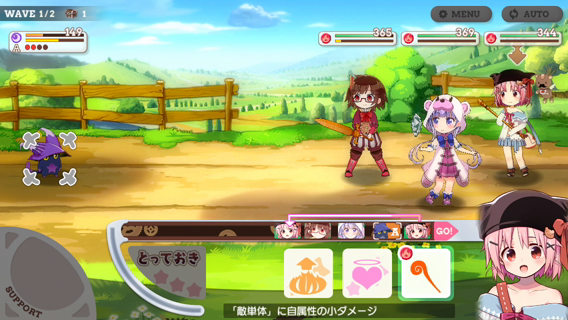 WAVE 1/2 1
MENU
AUTO
149
A
365
369
344
GO!
とっておき
SUPPORT
「敵単体」に自属性の小ダメージ